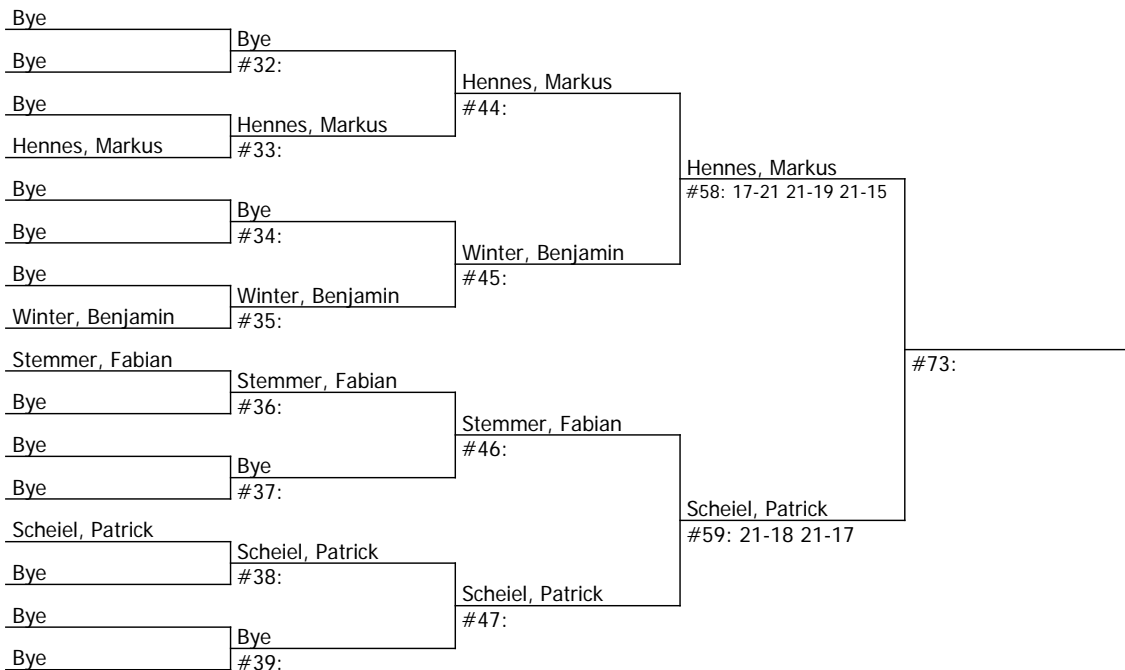 Bye
Bye
Bye
Hennes, Markus
Bye
Bye
Bye
Winter, Benjamin
Stemmer, Fabian
Bye
Bye
Bye
Scheiel, Patrick
Bye
Bye
Bye
Bye
#32:
Hennes, Markus
#33:
Bye
#34:
Winter, Benjamin
#35:
Stemmer, Fabian
#36:
Bye
#37:
Scheiel, Patrick
#38:
Bye
#39:
Hennes, Markus
#44:
Winter, Benjamin
#45:
Stemmer, Fabian
#46:
Scheiel, Patrick
#47:
Hennes, Markus
#58: 17-21 21-19 21-15
Scheiel, Patrick
#59: 21-18 21-17
#73: